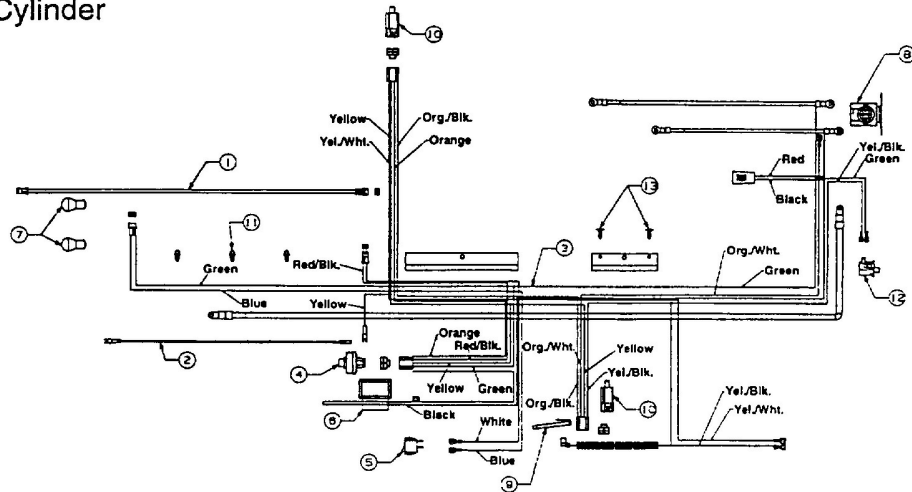 Cylinder
10
8
Yellow
Org./Blk.
Yel./Wht.
Orange
Yel./Blk.
Red
Green
1
Black
13
7
11
Org./Wht.
Red/Blk.
3
Green
Green
Blue
Yellow
12
2
Orange
Red/Blk.
Org./Wht.
Yellow
4
Yel./Blk.
Yellow
Green
Org./Blk.
10
Yel./Blk.
6
Black
Yel./Wht.
White
5
Blue
9